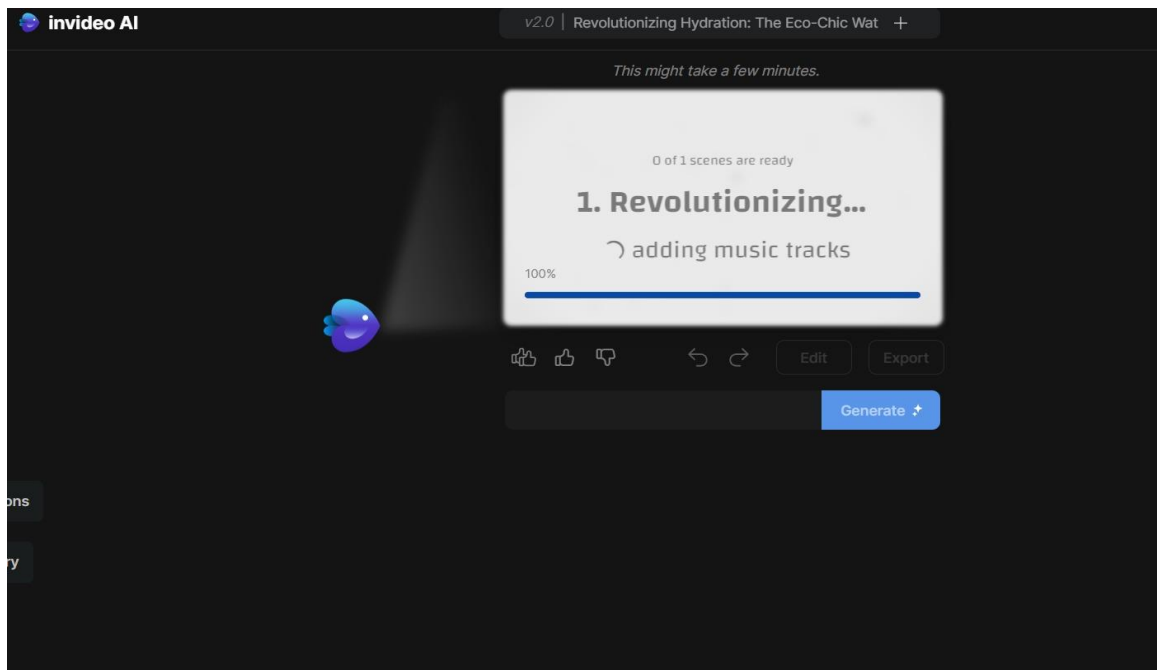 invideo AI
v2.0 | Revolutionizing Hydration: The Eco-Chic Wat +
This might take a few minutes.
0 of 1 scenes are ready
1. Revolutionizing...
adding music tracks
100%
Edit
Export
Generate
ons
ry